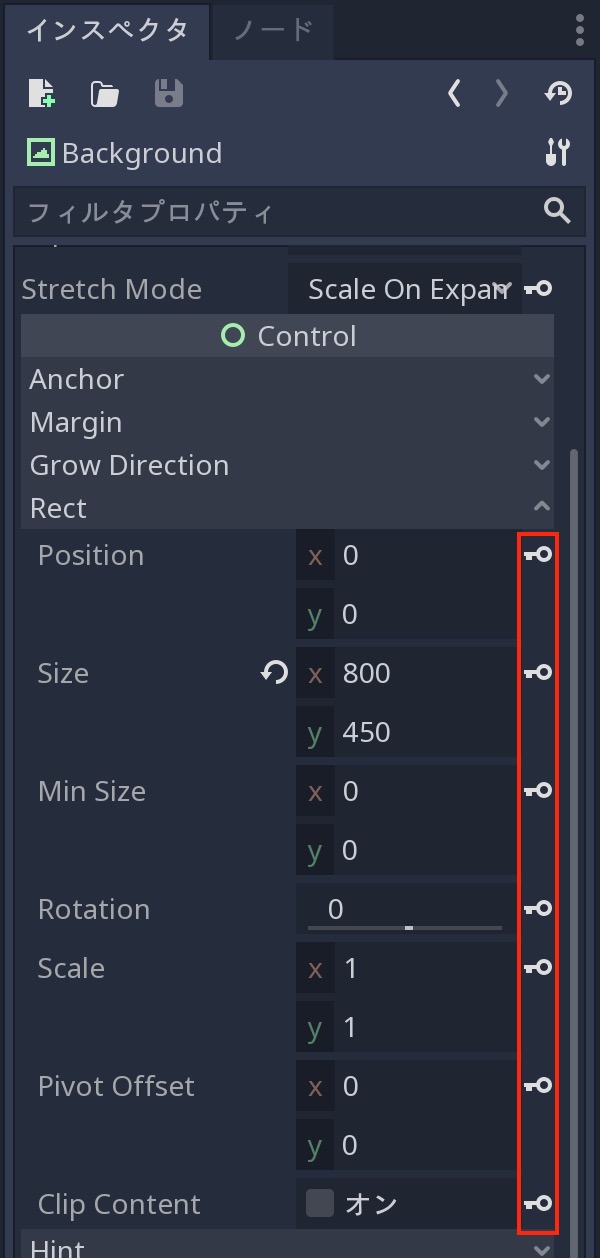 インスペクタ ノード
Background
フィルタプロパティ
Stretch Mode Scale On Expan
Control
Anchor
Margin
Grow Direction
Rect
Position x 0
y 0
Size x 800
y 450
Min Size x 0
y 0
Rotation 0
Scale x 1
y 1
Pivot Offset x 0
y 0
Clip Content オン
Hint